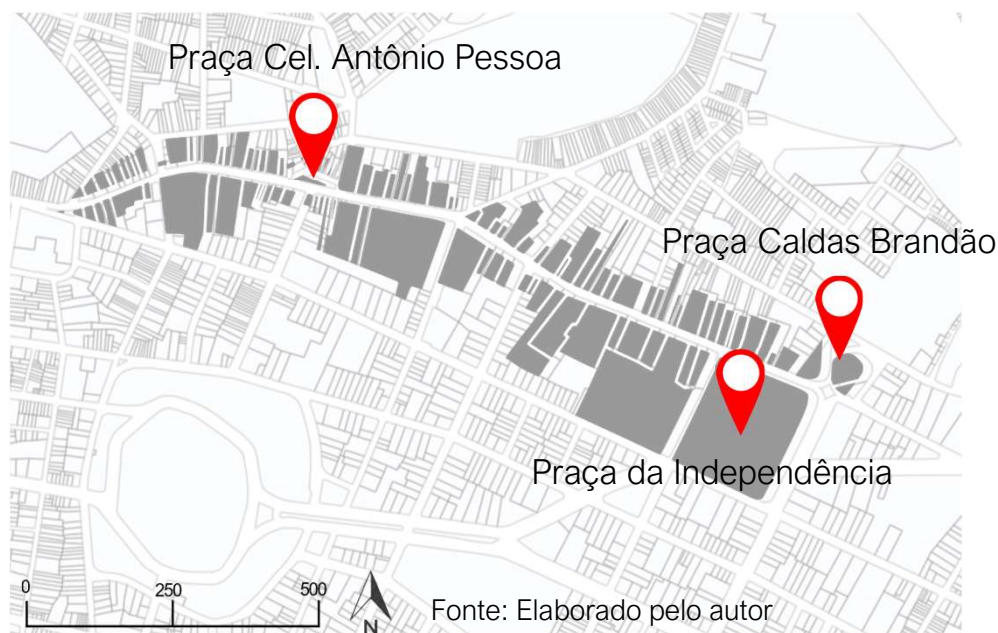 Praça Cel. Antônio Pessoa
Praça Caldas Brandão
Praça da Independência
0 250 500
N
Fonte: Elaborado pelo autor